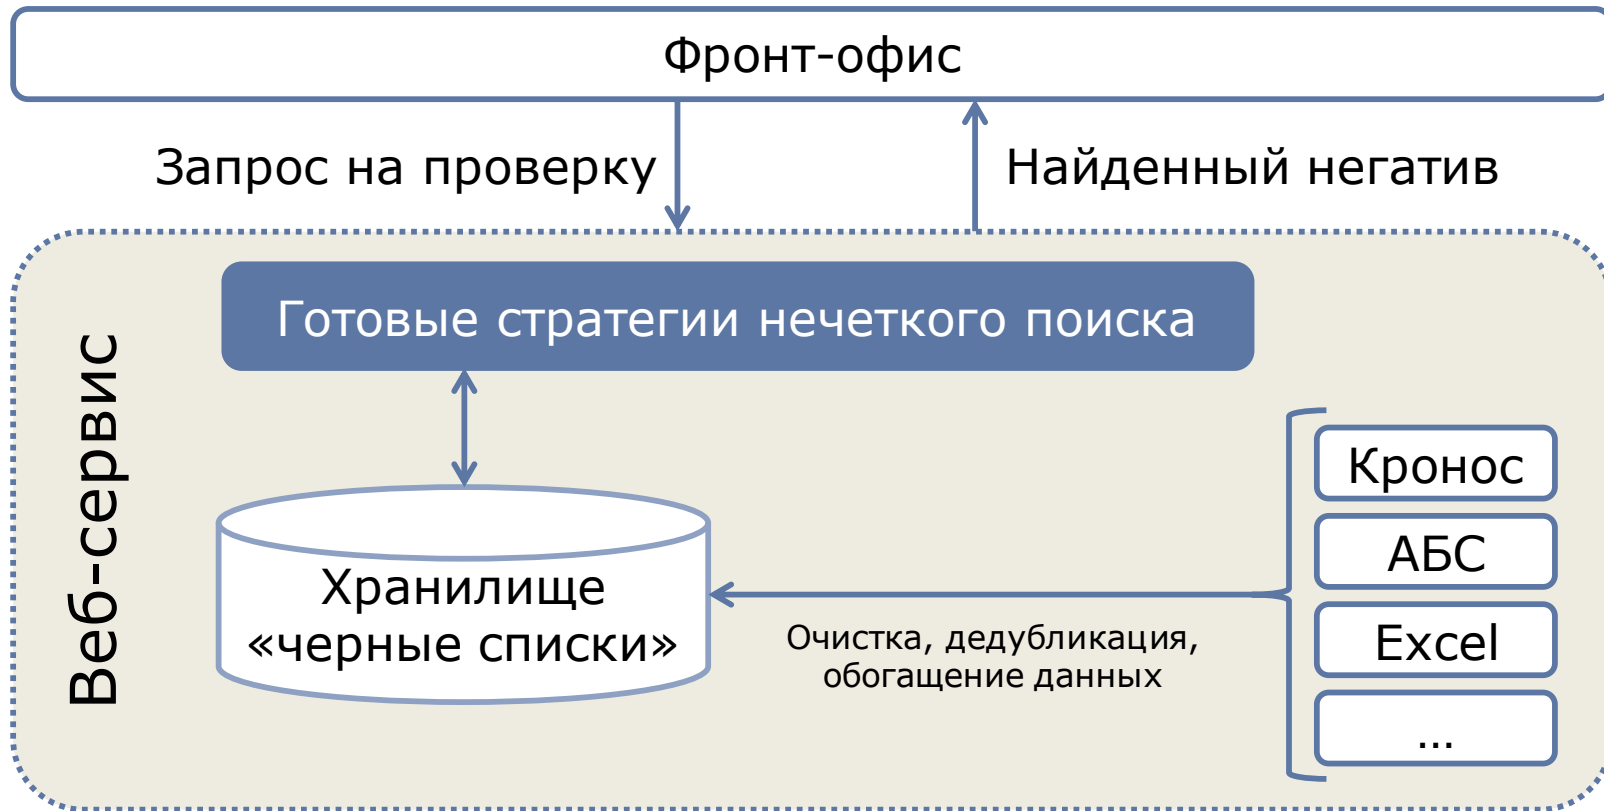 Фронт-офис
Запрос на проверку
Найденный негатив
Веб-сервис
Готовые стратегии нечеткого поиска
Хранилище
«черные списки»
Очистка, дедубликация,
обогащение данных
Кронос
АБС
Excel
...